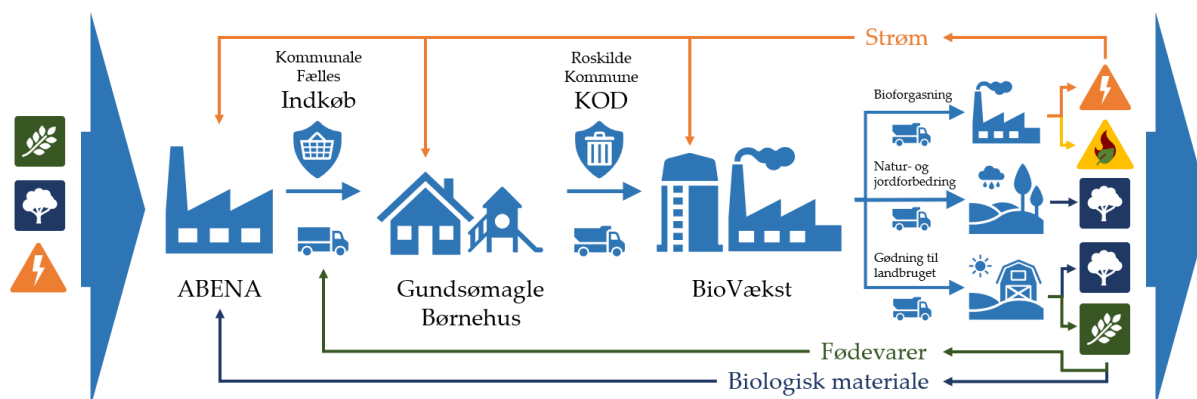 Strøm
Kommunale
Fælles
Indkøb
Roskilde
Kommune
KOD
Bioforgasning
Natur- og
jordforbedring
Gødning til
landbruget
ABENA
Gundsømagle
Børnehus
BioVækst
Fødevarer
Biologisk materiale